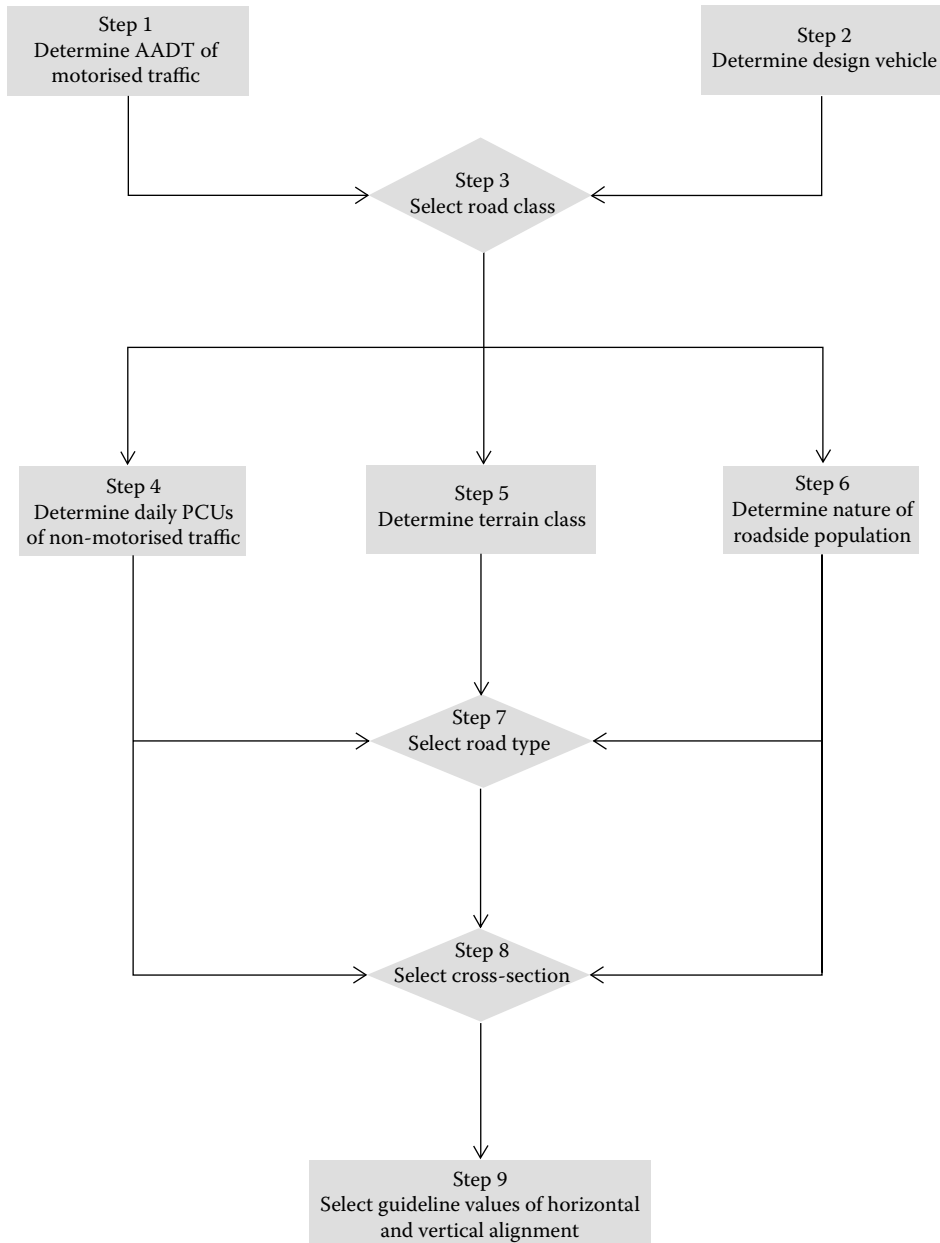 Step 1
Determine AADT of
motorised traffic
Step 2
Determine design vehicle
Step 3
Select road class
Step 4
Determine daily PCUs
of non-motorised traffic
Step 5
Determine terrain class
Step 6
Determine nature of
roadside population
Step 7
Select road type
Step 8
Select cross-section
Step 9
Select guideline values of horizontal
and vertical alignment